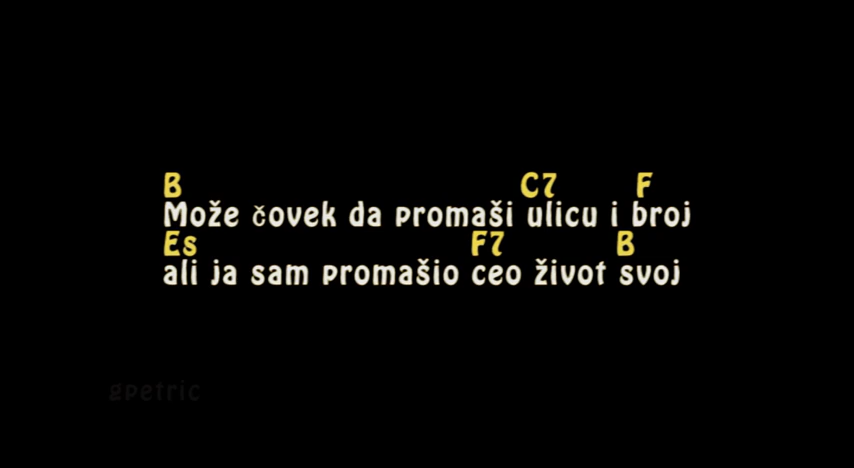 B C7 F
Može čovek da promaši ulicu i broj
Es F7 B
ali ja sam promašio ceo život svoj
gpetric